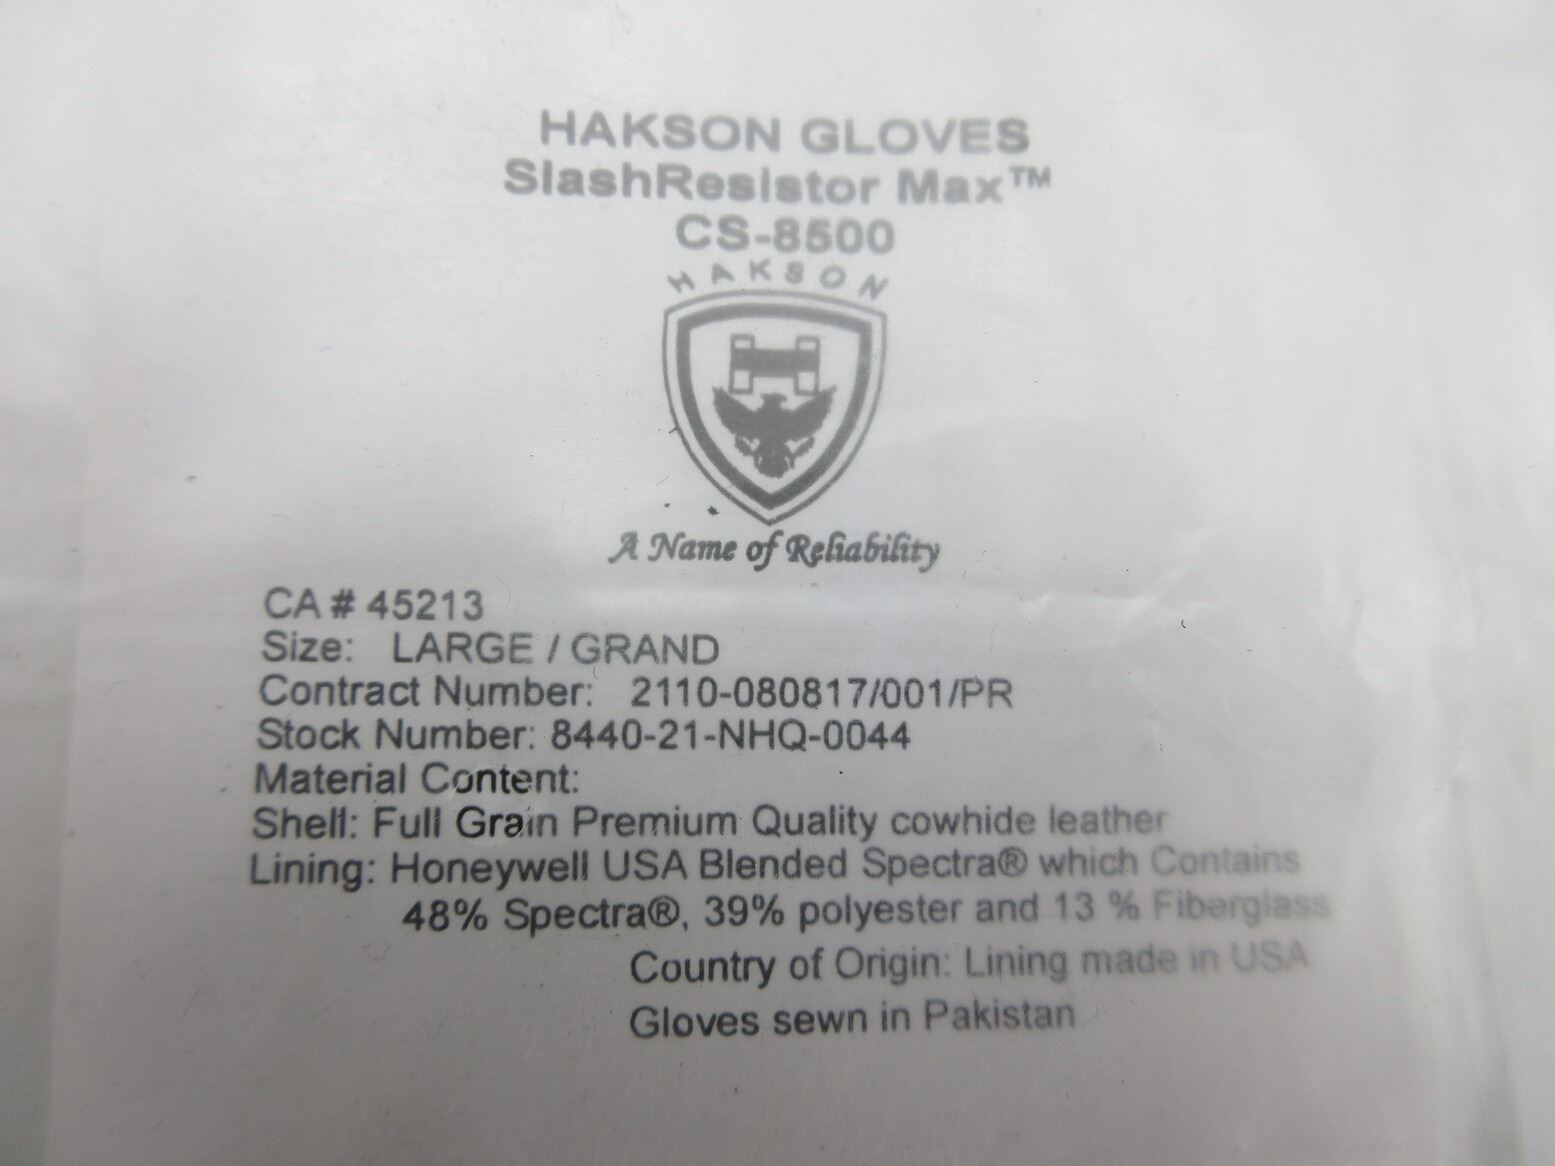 HAKSON GLOVES
SlashResistor Max™
CS-8500
HAKSON
A Name of Reliability
CA # 45213
Size: LARGE / GRAND
Contract Number: 2110-080817/001/PR
Stock Number: 8440-21-NHQ-0044
Material Content:
Shell: Full Grain Premium Quality cowhide leather
Lining: Honeywell USA Blended Spectra® which Contains
48% Spectra®, 39% polyester and 13 % Fiberglass
Country of Origin: Lining made in USA
Gloves sewn in Pakistan